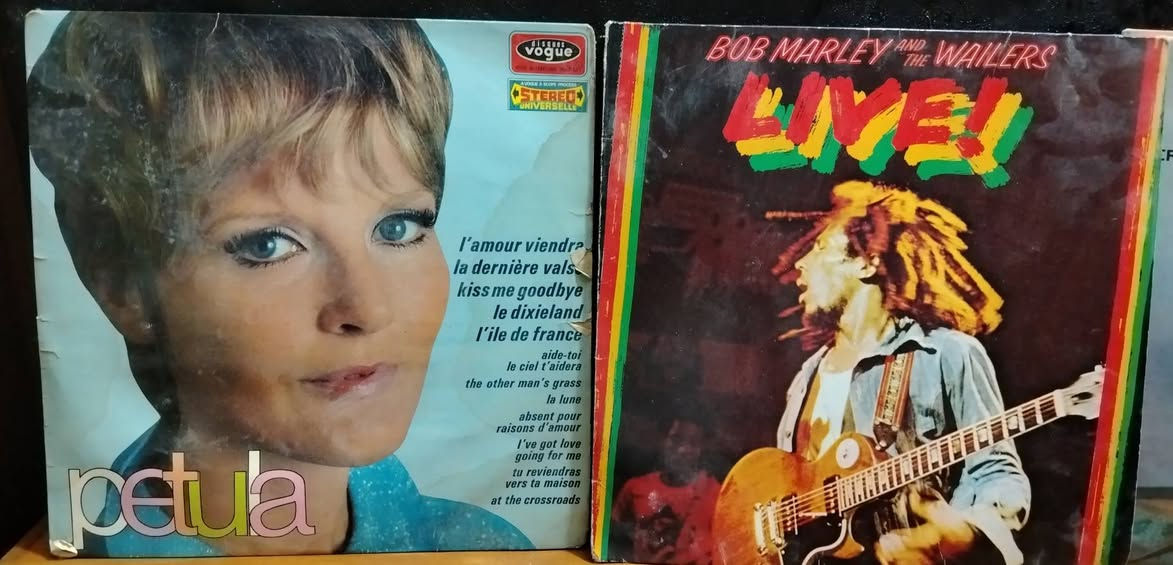 disques
vogue
STEREO
UNIVERSELLE
l'amour viendra
la dernière vals
kiss me goodbye
le dixieland
l'ile de france
aide-toi
le ciel t'aidera
the other man's grass
la lune
absent pour
raisons d'amour
I've got love
going for me
tu reviendras
vers ta maison
at the crossroads
petula
BOB MARLEY AND THE WAILERS
LIVE!